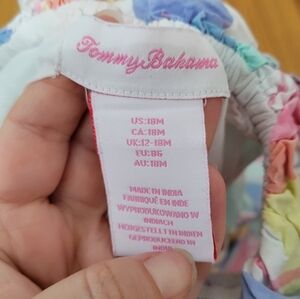 Tommy Bahama
US:18M
CA:18M
UK:12-18M
EU:86
AU:18M
MADE IN INDIA
FABRIQUÉ EN INDE
WYPRODUKOWANO W
INDIACH
HERGESTELLT IN INDIEN
GEPRODUCEERD IN
INDIA